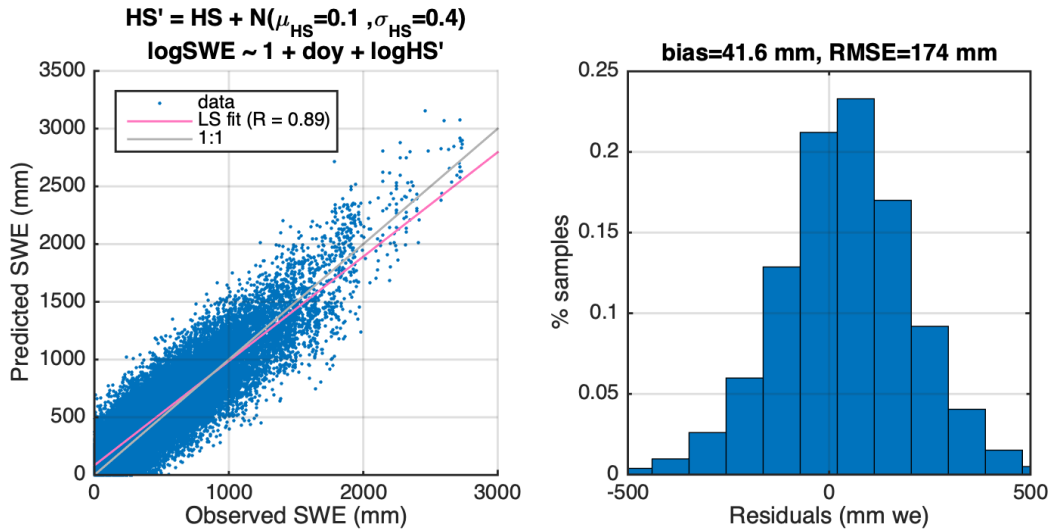 HS' = HS + N(μHS=0.1 ,σHS=0.4)
logSWE ~ 1 + doy + logHS'
3500
3000
2500
2000
1500
1000
500
0
data
LS fit (R = 0.89)
1:1
0 1000 2000 3000
Observed SWE (mm)
Predicted SWE (mm)
bias=41.6 mm, RMSE=174 mm
0.25
0.2
0.15
0.1
0.05
0
-500 0 500
Residuals (mm we)
% samples